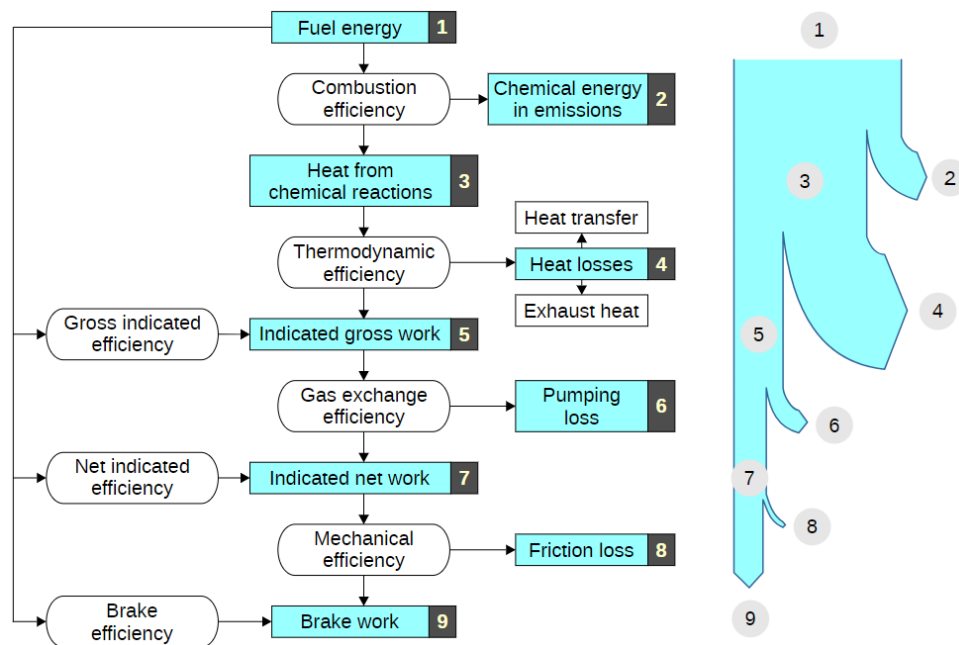 Fuel energy 1
Combustion
efficiency
Chemical energy
in emissions
2
Heat from
chemical reactions
3
Heat transfer
Thermodynamic
efficiency
Heat losses 4
Exhaust heat
Gross indicated
efficiency
Indicated gross work 5
Gas exchange
efficiency
Pumping
loss
6
Net indicated
efficiency
Indicated net work 7
Mechanical
efficiency
Friction loss 8
Brake
efficiency
Brake work 9
1
2
3
4
5
6
7
8
9